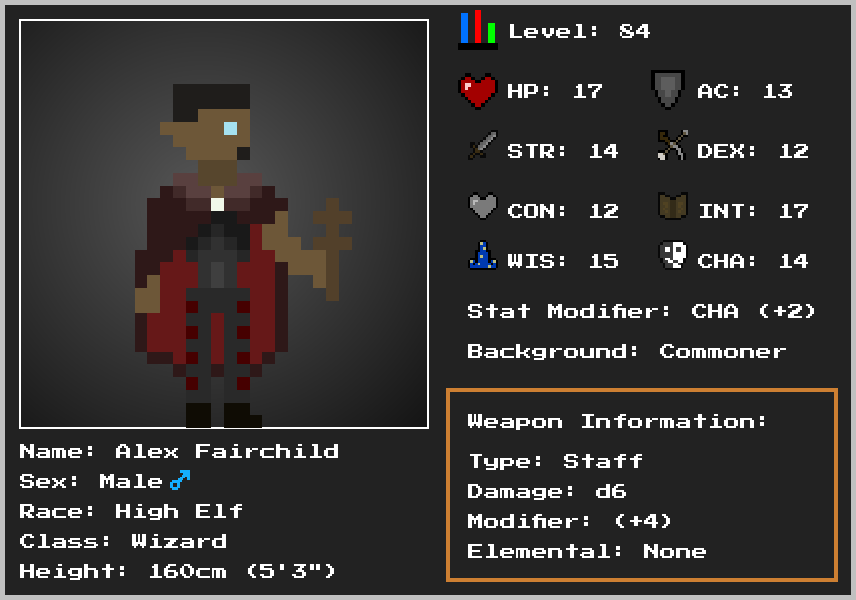 Level: 84
HP: 17
AC: 13
STR: 14
DEX: 12
CON: 12
INT: 17
WIS: 15
CHA: 14
Stat Modifier: CHA (+2)
Background: Commoner
Weapon Information:
Type: Staff
Damage: d6
Modifier: (+4)
Elemental: None
Name: Alex Fairchild
Sex: Male♂
Race: High Elf
Class: Wizard
Height: 160cm (5'3")